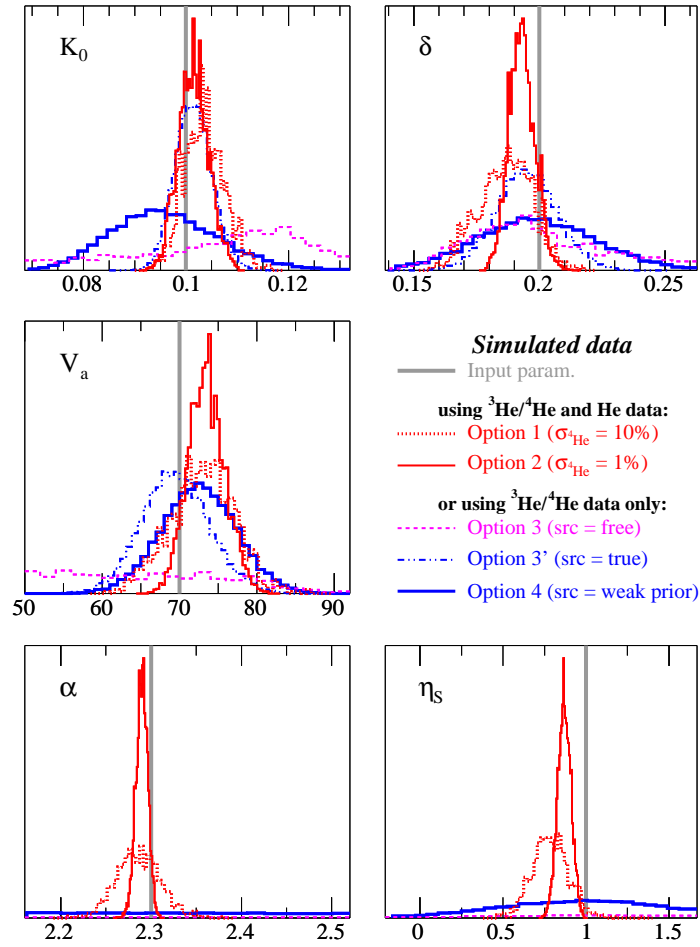 K0
δ
0.08 0.1 0.12
0.15 0.2 0.25
Va
50 60 70 80 90
Simulated data
Input param.
using ³He/⁴He and He data:
Option 1 (σ⁴He = 10%)
Option 2 (σ⁴He = 1%)
or using ³He/⁴He data only:
Option 3 (src = free)
Option 3' (src = true)
Option 4 (src = weak prior)
α
ηS
2.2 2.3 2.4 2.5
0 0.5 1 1.5